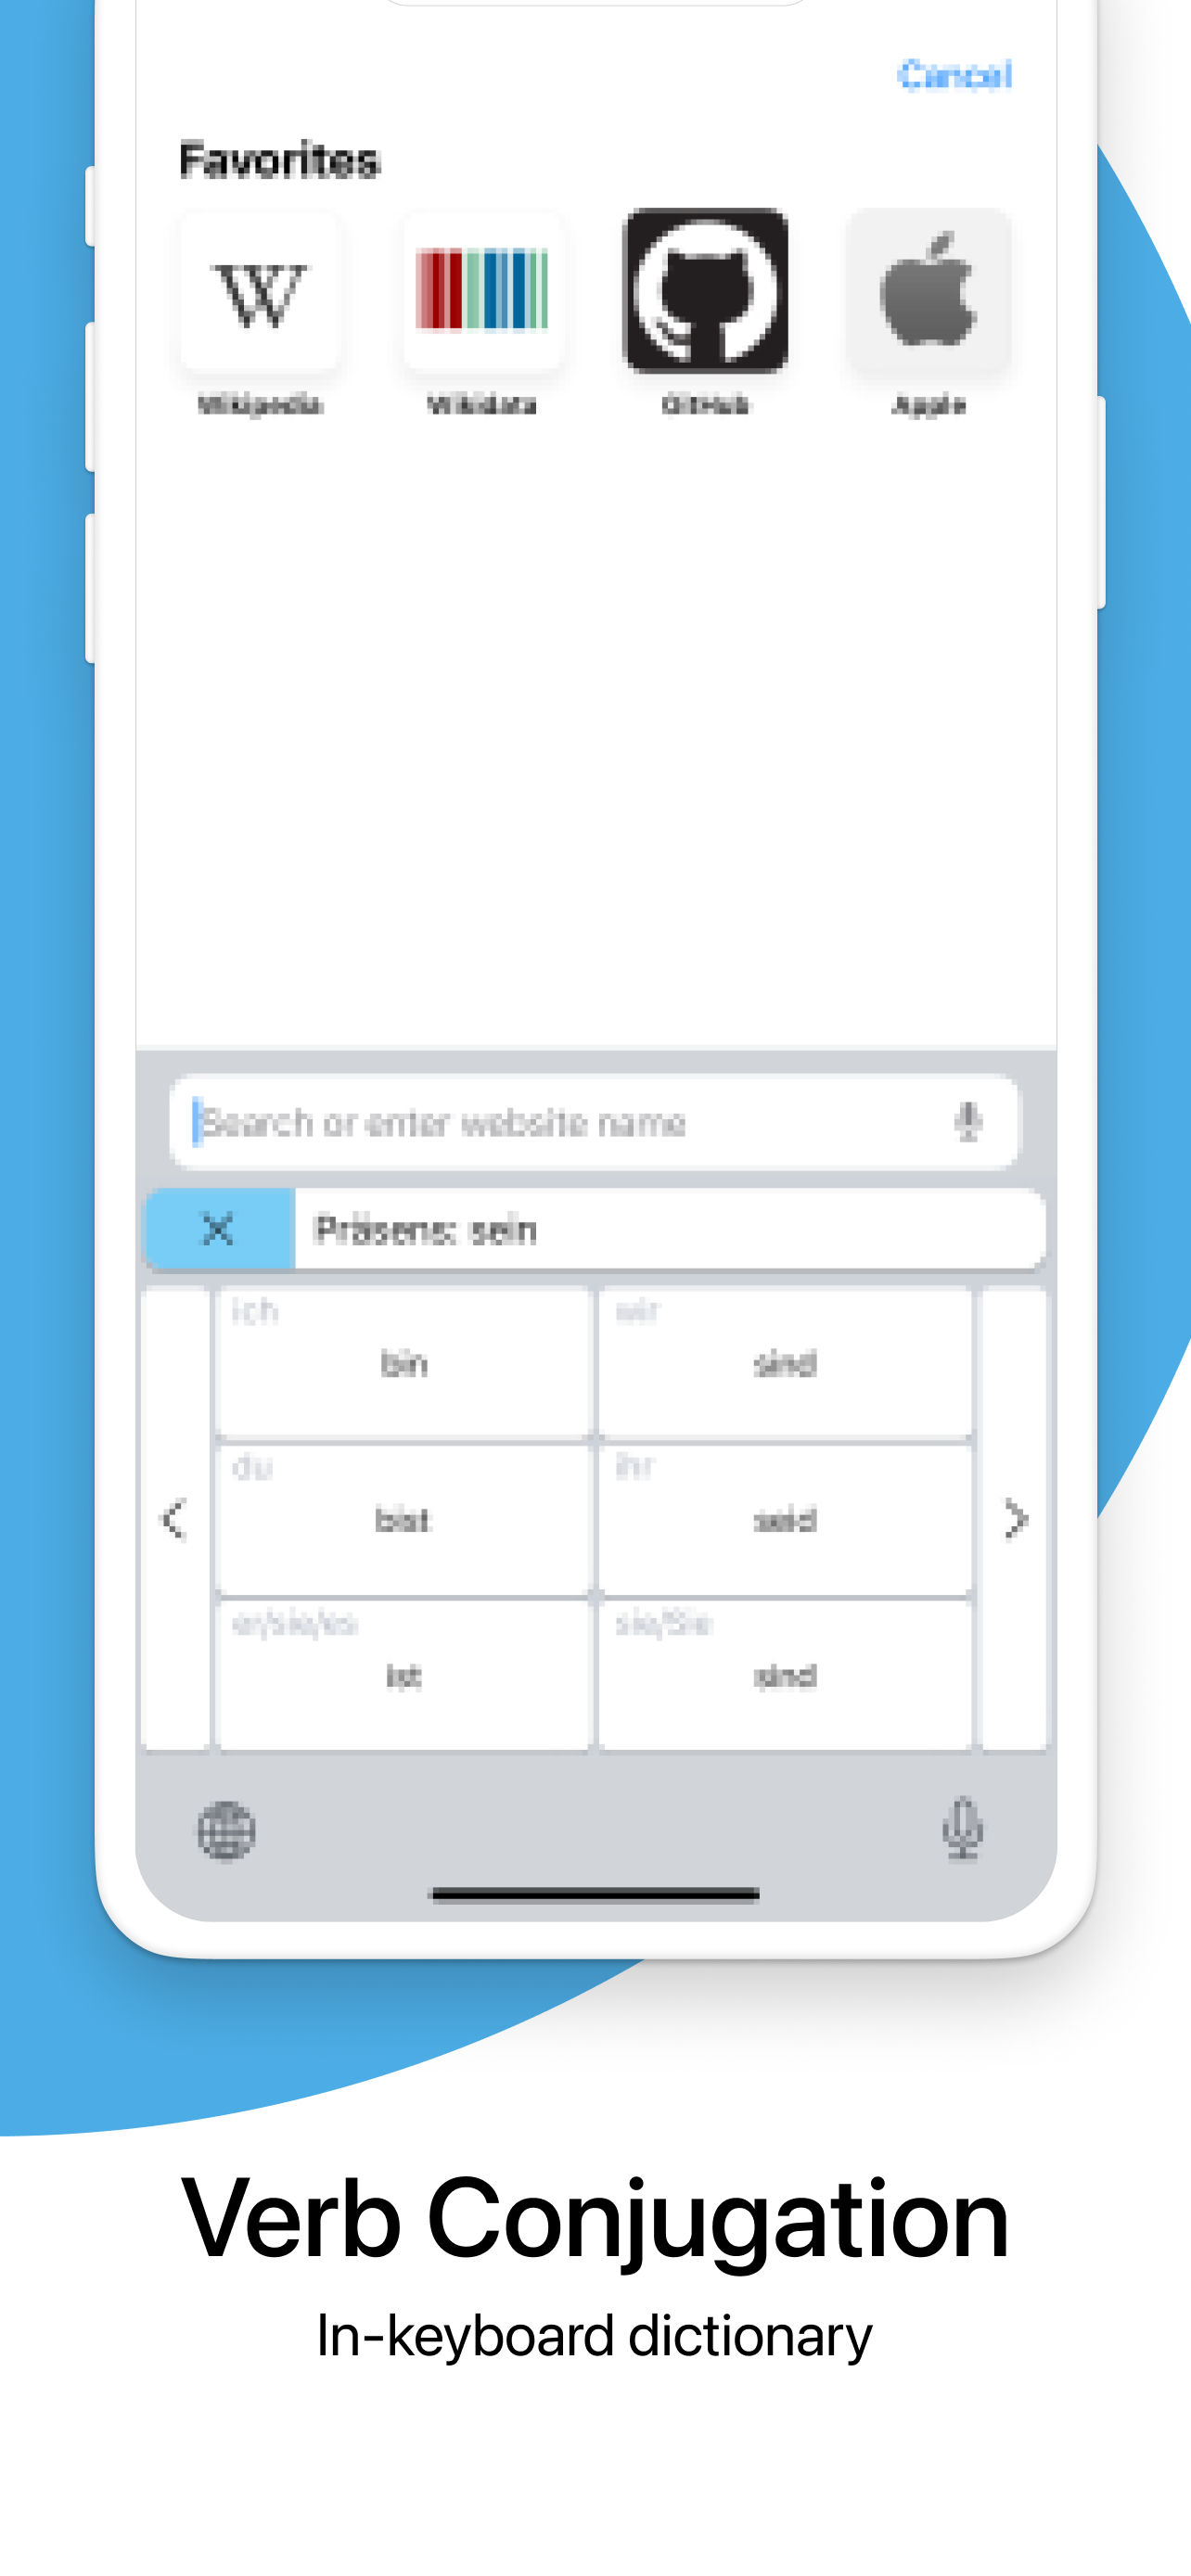 Cancel
Favorites
W
Wikipedia Wikidata GitHub Apple
Search or enter website name
X Präsens: sein
ich wir
bin sind
du ihr
bist seid
er/sie/es sie/Sie
ist sind
Verb Conjugation
In-keyboard dictionary